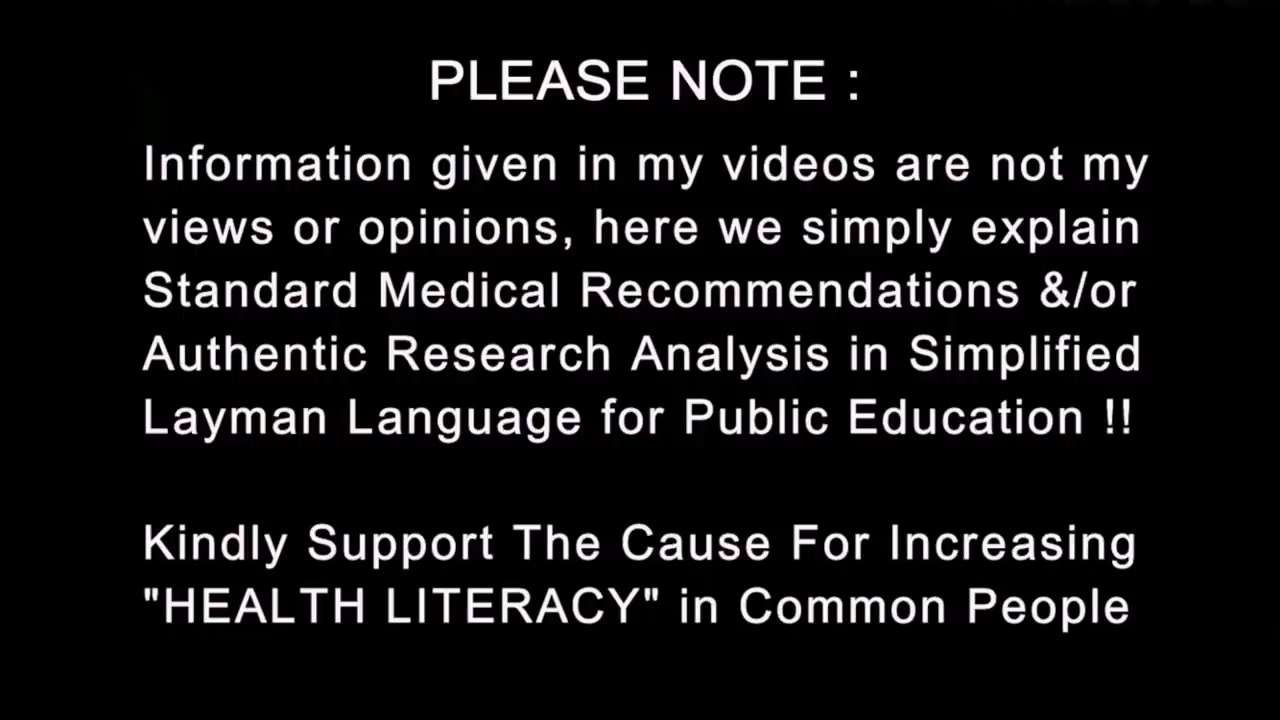 PLEASE NOTE :
Information given in my videos are not my
views or opinions, here we simply explain
Standard Medical Recommendations &/or
Authentic Research Analysis in Simplified
Layman Language for Public Education !!
Kindly Support The Cause For Increasing
"HEALTH LITERACY" in Common People